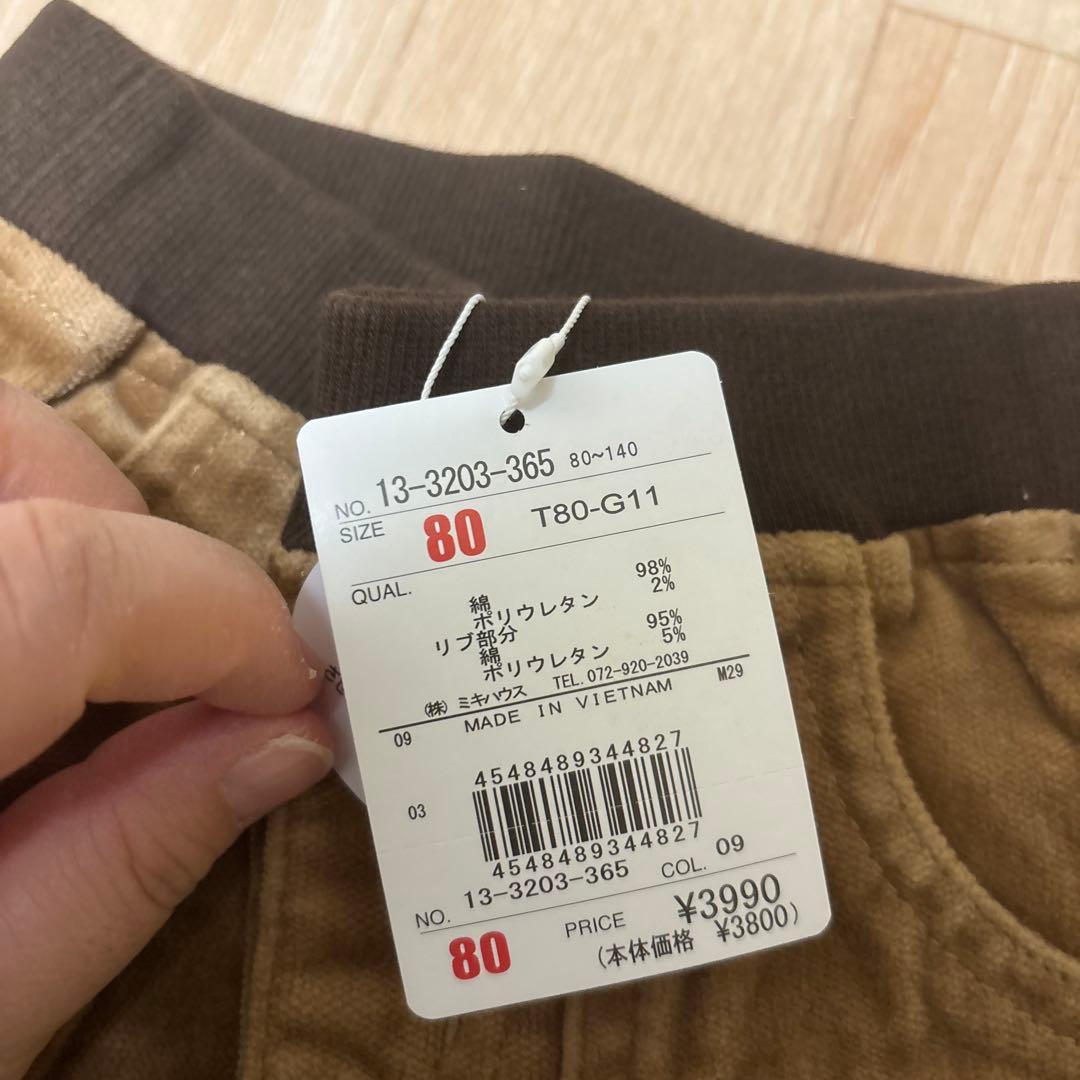 NO. 13-3203-365 80~140
SIZE 80 T80-G11
QUAL.
綿 98%
ポリウレタン 2%
リブ部分
綿 95%
ポリウレタン 5%
㈱ ミキハウス TEL.072-920-2039
09 MADE IN VIETNAM M29
4548489344827
03
4548489344827
NO. 13-3203-365 COL. 09
80 PRICE ¥3990
(本体価格 ¥3800)